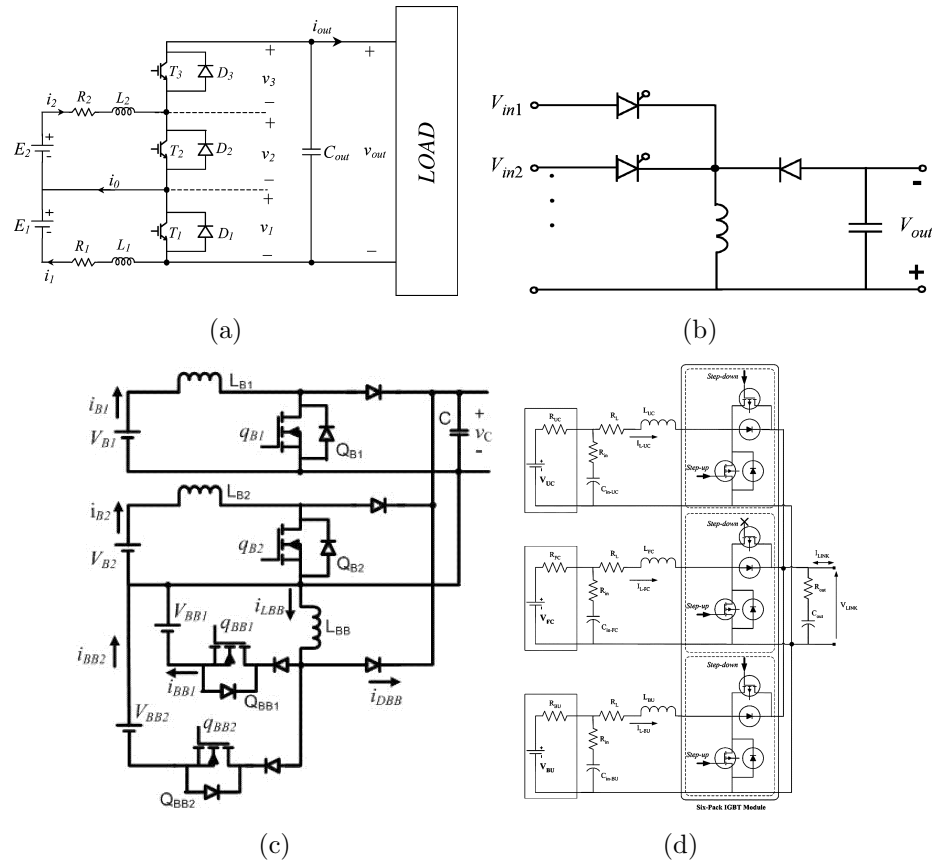 i_out
+ + +
T_3 D_3 v_3
i_2 R_2 L_2 − −
+
E_2 + − T_2 D_2 v_2 C_out v_out LOAD
i_0 −
+
E_1 + − T_1 D_1 v_1
R_1 L_1
i_1 − −
(a)
V_in1
V_in2
-
V_out
+
(b)
L_B1
i_B1 V_B1 q_B1 Q_B1 C + v_C -
L_B2
i_B2 V_B2 q_B2 Q_B2
i_LBB L_BB
V_BB1 q_BB1
i_BB2 i_BB1 Q_BB1 i_DBB
V_BB2 q_BB2
Q_BB2
(c)
Step-down
R_UC R_L L_UC
I_L-UC
R_in Step-up
+ V_UC C_in-UC
Step-down
R_FC R_L L_FC I_LINK
I_L-FC
R_in Step-up R_out
+ V_FC C_in-FC C_out V_LINK
Step-down
R_BU R_L L_BU
I_L-BU
R_in Step-up
+ V_BU C_in-BU
Six-Pack IGBT Module
(d)